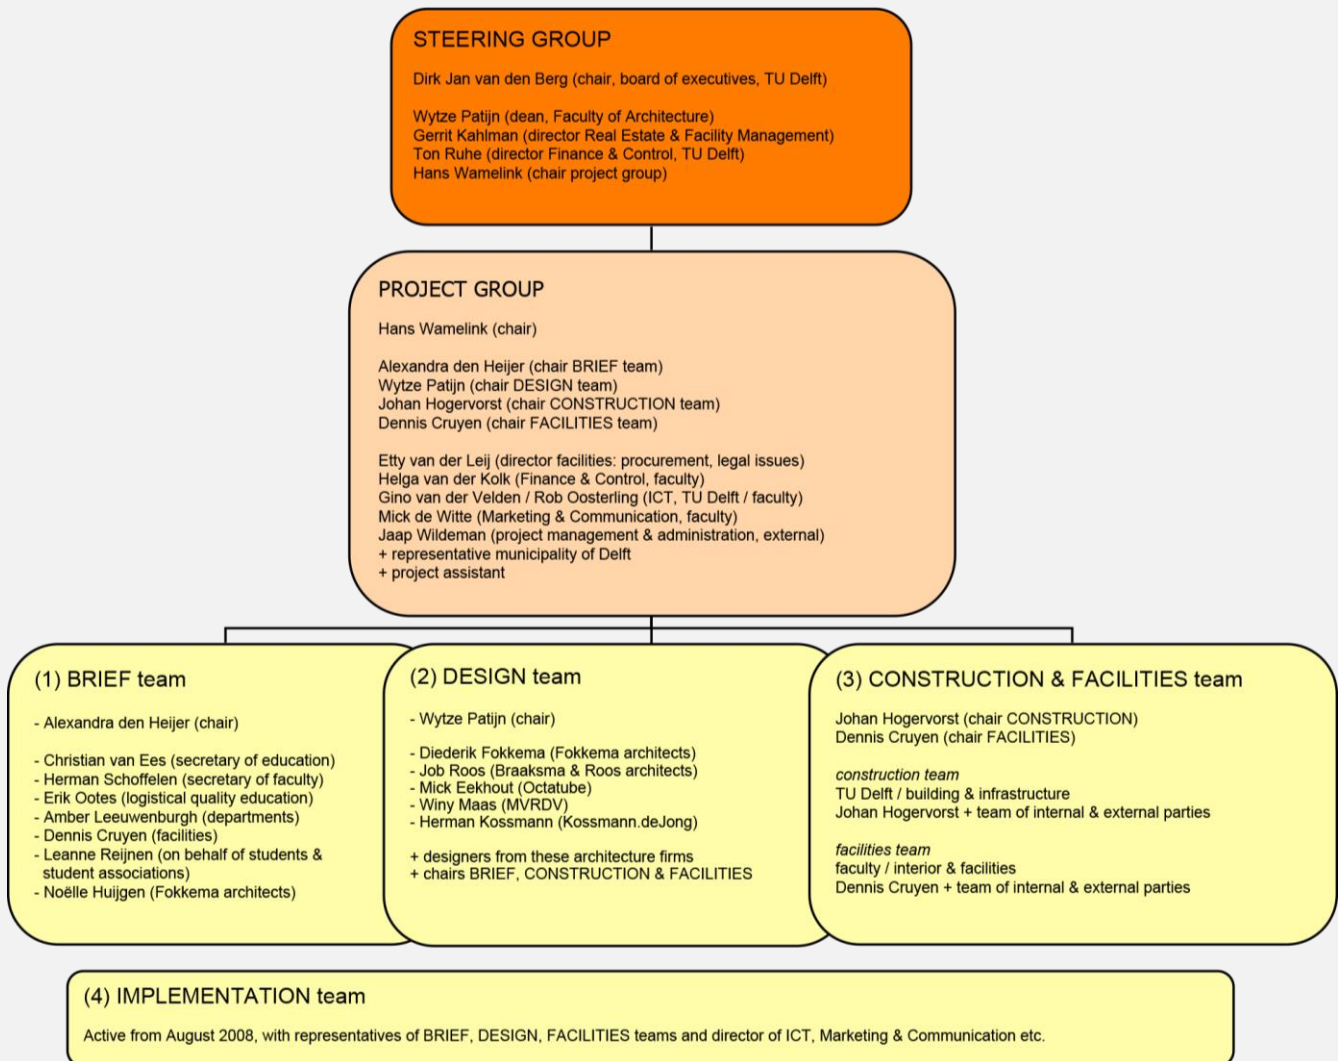 STEERING GROUP
Dirk Jan van den Berg (chair, board of executives, TU Delft)
Wytze Patijn (dean, Faculty of Architecture)
Gerrit Kahlman (director Real Estate & Facility Management)
Ton Ruhe (director Finance & Control, TU Delft)
Hans Wamelink (chair project group)
PROJECT GROUP
Hans Wamelink (chair)
Alexandra den Heijer (chair BRIEF team)
Wytze Patijn (chair DESIGN team)
Johan Hogervorst (chair CONSTRUCTION team)
Dennis Cruyen (chair FACILITIES team)
Etty van der Leij (director facilities: procurement, legal issues)
Helga van der Kolk (Finance & Control, faculty)
Gino van der Velden / Rob Oosterling (ICT, TU Delft / faculty)
Mick de Witte (Marketing & Communication, faculty)
Jaap Wildeman (project management & administration, external)
+ representative municipality of Delft
+ project assistant
(1) BRIEF team
- Alexandra den Heijer (chair)
- Christian van Ees (secretary of education)
- Herman Schoffelen (secretary of faculty)
- Erik Ootes (logistical quality education)
- Amber Leeuwenburgh (departments)
- Dennis Cruyen (facilities)
- Leanne Reijnen (on behalf of students &
student associations)
- Noëlle Huijgen (Fokkema architects)
(2) DESIGN team
- Wytze Patijn (chair)
- Diederik Fokkema (Fokkema architects)
- Job Roos (Braaksma & Roos architects)
- Mick Eekhout (Octatube)
- Winy Maas (MVRDV)
- Herman Kossmann (Kossmann.deJong)
+ designers from these architecture firms
+ chairs BRIEF, CONSTRUCTION & FACILITIES
(3) CONSTRUCTION & FACILITIES team
Johan Hogervorst (chair CONSTRUCTION)
Dennis Cruyen (chair FACILITIES)
construction team
TU Delft / building & infrastructure
Johan Hogervorst + team of internal & external parties
facilities team
faculty / interior & facilities
Dennis Cruyen + team of internal & external parties
(4) IMPLEMENTATION team
Active from August 2008, with representatives of BRIEF, DESIGN, FACILITIES teams and director of ICT, Marketing & Communication etc.